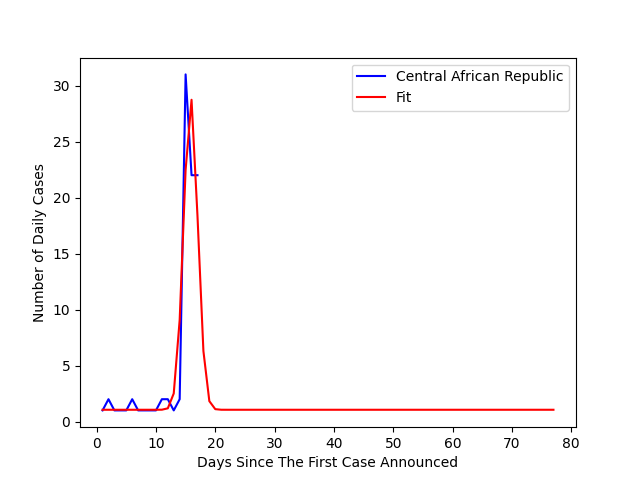 Central African Republic
Fit
30
25
20
15
10
5
0
Number of Daily Cases
0 10 20 30 40 50 60 70 80
Days Since The First Case Announced